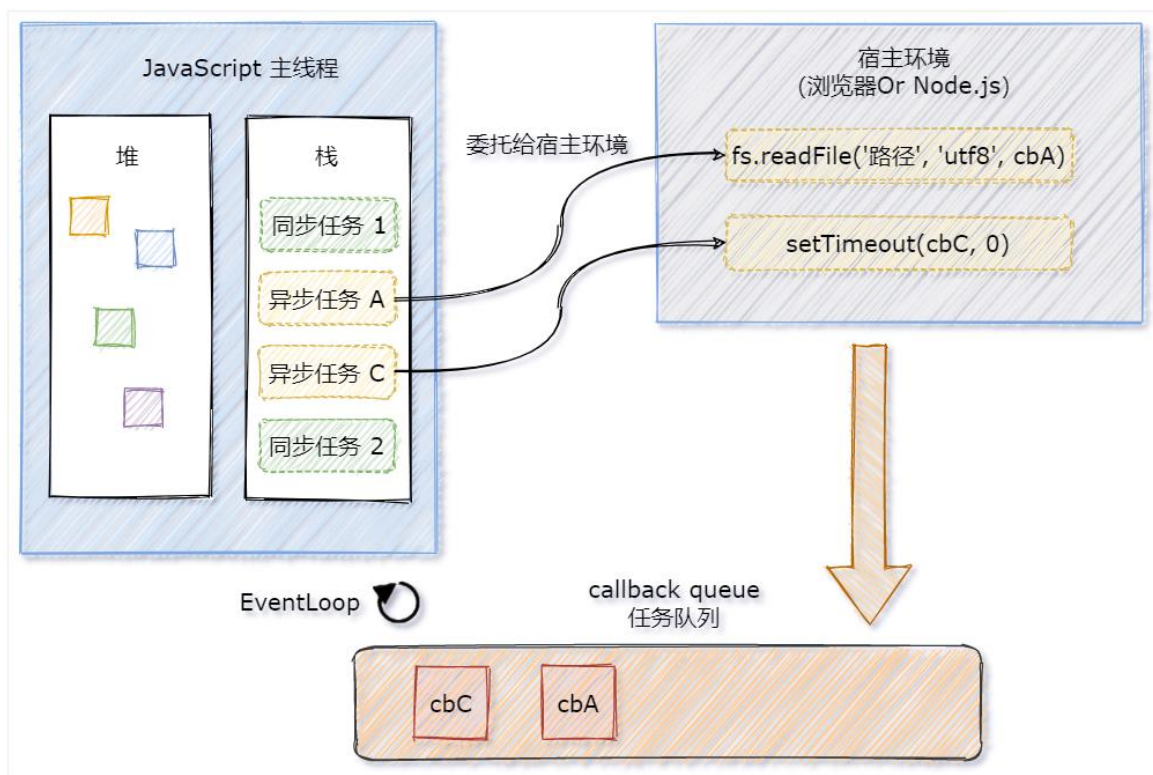 JavaScript 主线程
堆
栈
同步任务 1
异步任务 A
异步任务 C
同步任务 2
委托给宿主环境
宿主环境
(浏览器Or Node.js)
fs.readFile('路径', 'utf8', cbA)
setTimeout(cbC, 0)
EventLoop
callback queue
任务队列
cbC
cbA